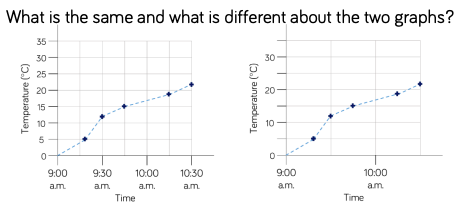 What is the same and what is different about the two graphs?
35
30
25
20
15
10
5
0
Temperature (°C)
9:00 9:30 10:00 10:30
a.m. a.m. a.m. a.m.
Time
30
20
10
0
Temperature (°C)
9:00 10:00
a.m. a.m.
Time